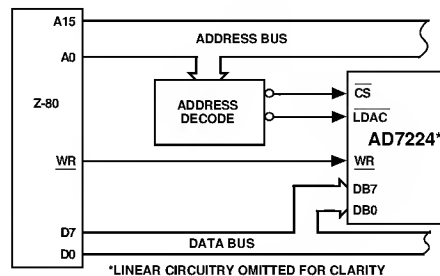 A15
ADDRESS BUS
A0
Z-80
ADDRESS
DECODE
CS
LDAC
AD7224*
WR
WR
DB7
DB0
D7
DATA BUS
D0
*LINEAR CIRCUITRY OMITTED FOR CLARITY